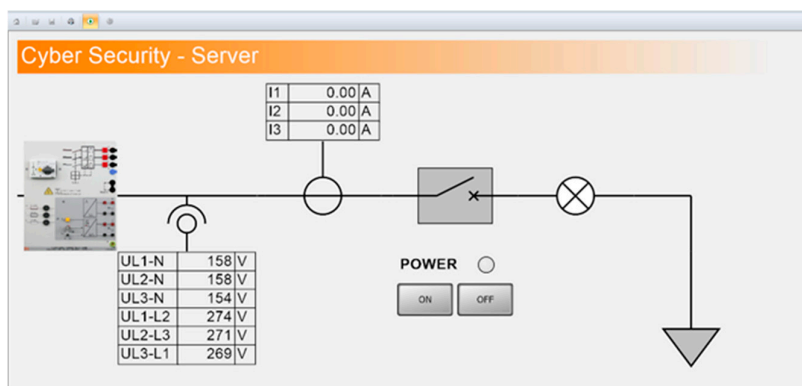 Cyber Security - Server
I1 0.00 A
I2 0.00 A
I3 0.00 A
UL1-N 158 V
UL2-N 158 V
UL3-N 154 V
UL1-L2 274 V
UL2-L3 271 V
UL3-L1 269 V
POWER
ON OFF